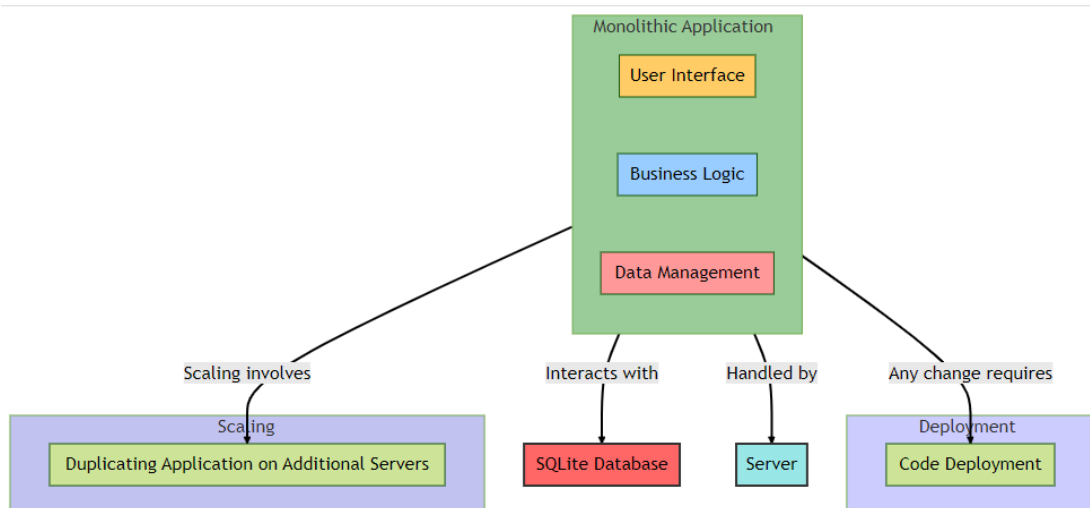 Monolithic Application
User Interface
Business Logic
Data Management
Scaling involves
Interacts with
Handled by
Any change requires
Scaling
Deployment
Duplicating Application on Additional Servers
SQLite Database
Server
Code Deployment